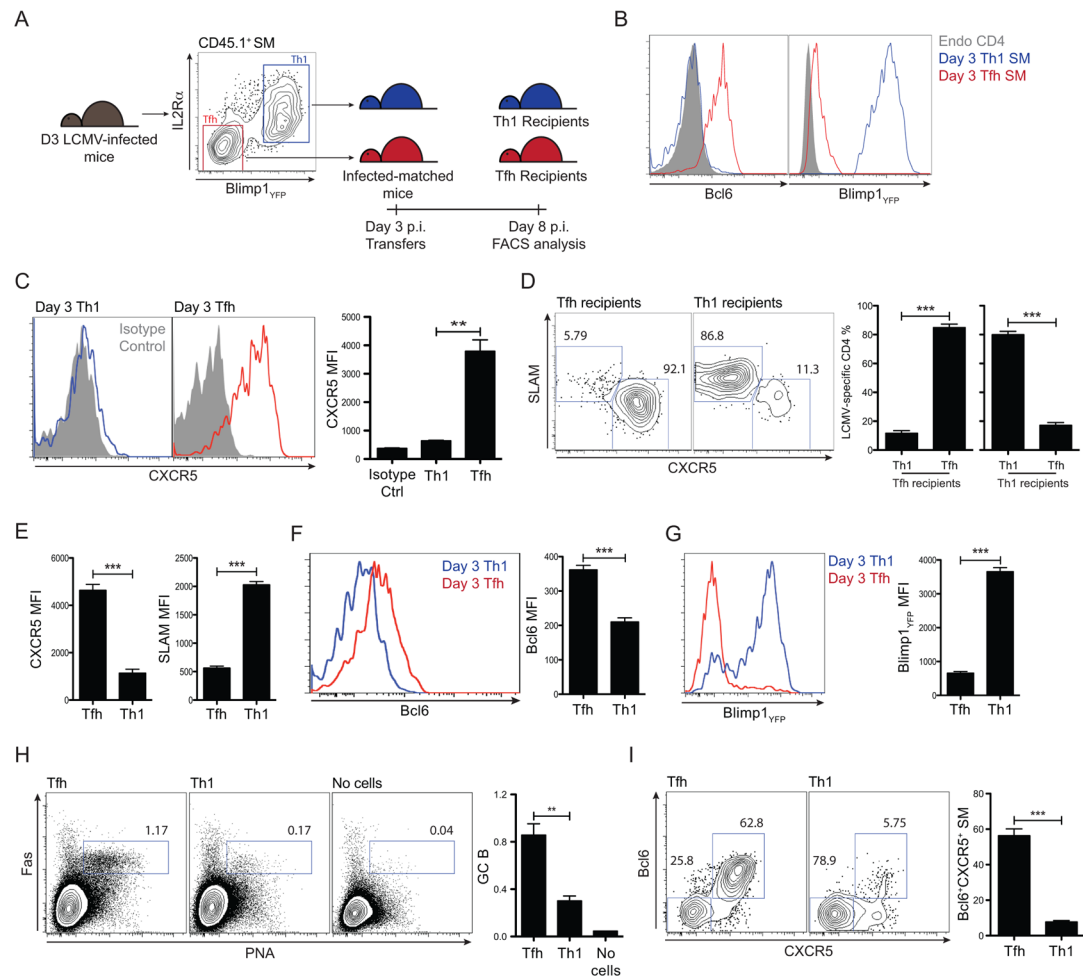 A
CD45.1+ SM
Th1
IL2Rα
Tfh
Blimp1YFP
D3 LCMV-infected
mice
Infected-matched
mice
Th1 Recipients
Tfh Recipients
Day 3 p.i.
Transfers
Day 8 p.i.
FACS analysis
B
Endo CD4
Day 3 Th1 SM
Day 3 Tfh SM
Bcl6
Blimp1YFP
C
Day 3 Th1
Day 3 Tfh
Isotype
Control
CXCR5
CXCR5 MFI
5000
4000
3000
2000
1000
0
**
Isotype
Ctrl
Th1
Tfh
D
Tfh recipients
Th1 recipients
5.79
92.1
86.8
11.3
SLAM
CXCR5
LCMV-specific CD4 %
100
80
60
40
20
0
***
***
Th1
Tfh
Tfh recipients
Th1
Tfh
Th1 recipients
E
CXCR5 MFI
6000
4000
2000
0
***
Tfh
Th1
SLAM MFI
2500
2000
1500
1000
500
0
***
Tfh
Th1
F
Day 3 Th1
Day 3 Tfh
Bcl6
Bcl6 MFI
400
300
200
100
0
***
Tfh
Th1
G
Day 3 Th1
Day 3 Tfh
Blimp1YFP
Blimp1YFP MFI
4000
3000
2000
1000
0
***
Tfh
Th1
H
Tfh
Th1
No cells
1.17
0.17
0.04
Fas
PNA
GC B
1.2
0.8
0.4
0.0
**
Tfh
Th1
No
cells
I
Tfh
Th1
62.8
25.8
5.75
78.9
Bcl6
CXCR5
Bcl6+CXCR5+ SM
80
60
40
20
0
***
Tfh
Th1